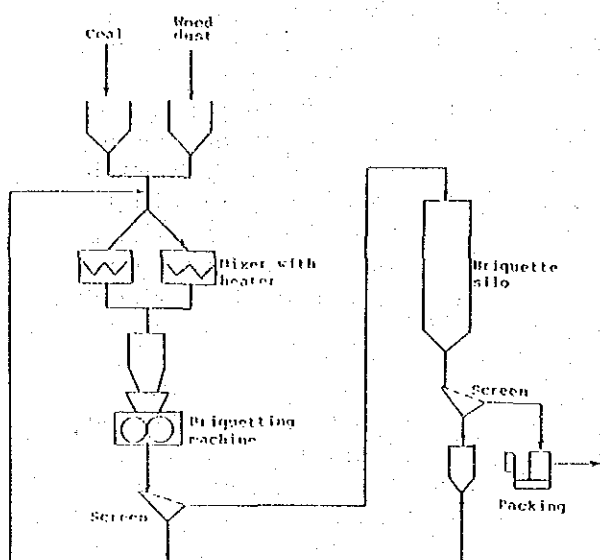 Coal
Wood
dust
Mixer with
heater
Briquette
silo
Screen
Briquetting
machine
Packing
Screen